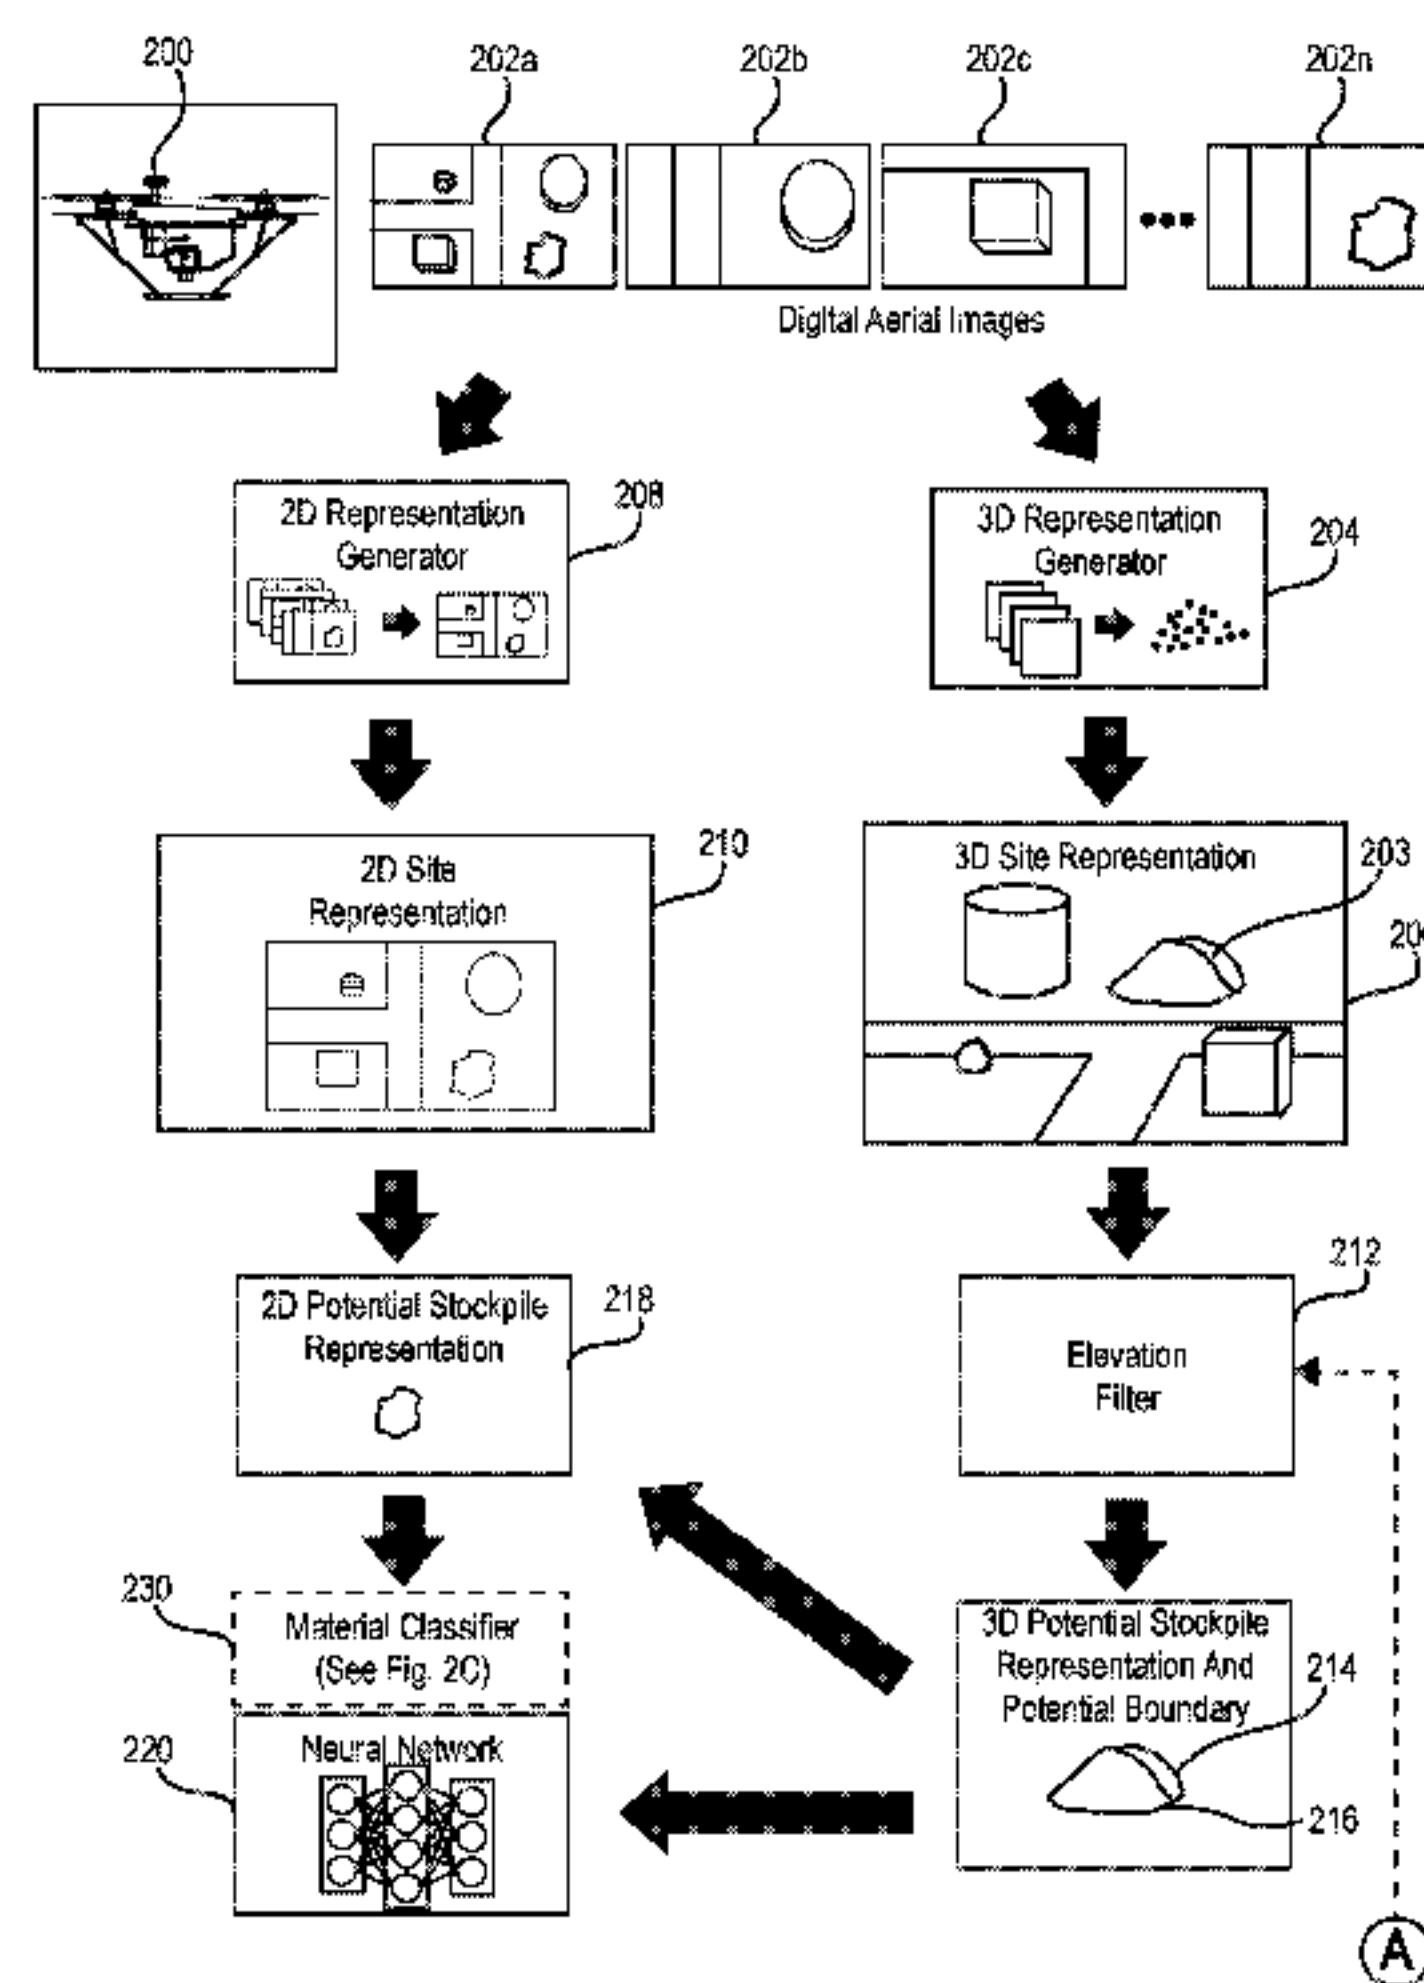 200
202a
202b
202c
202n
Digital Aerial Images
2D Representation
Generator
208
3D Representation
Generator
204
2D Site
Representation
210
3D Site Representation
203
2D Potential Stockpile
Representation
218
Elevation
Filter
212
230
Material Classifier
(See Fig. 2C)
220
Neural Network
3D Potential Stockpile
Representation And
Potential Boundary
214
216
A